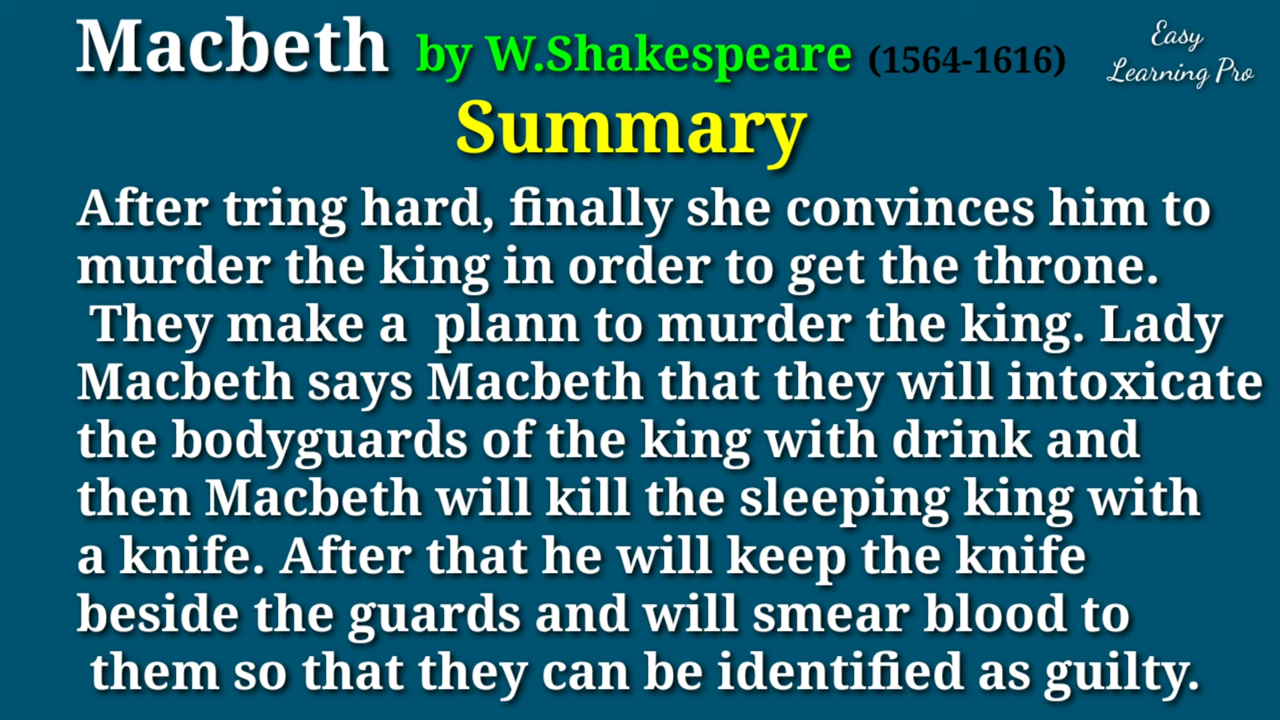 Macbeth by W.Shakespeare (1564-1616)
Easy
Learning Pro
Summary
After tring hard, finally she convinces him to
murder the king in order to get the throne.
They make a plann to murder the king. Lady
Macbeth says Macbeth that they will intoxicate
the bodyguards of the king with drink and
then Macbeth will kill the sleeping king with
a knife. After that he will keep the knife
beside the guards and will smear blood to
them so that they can be identified as guilty.